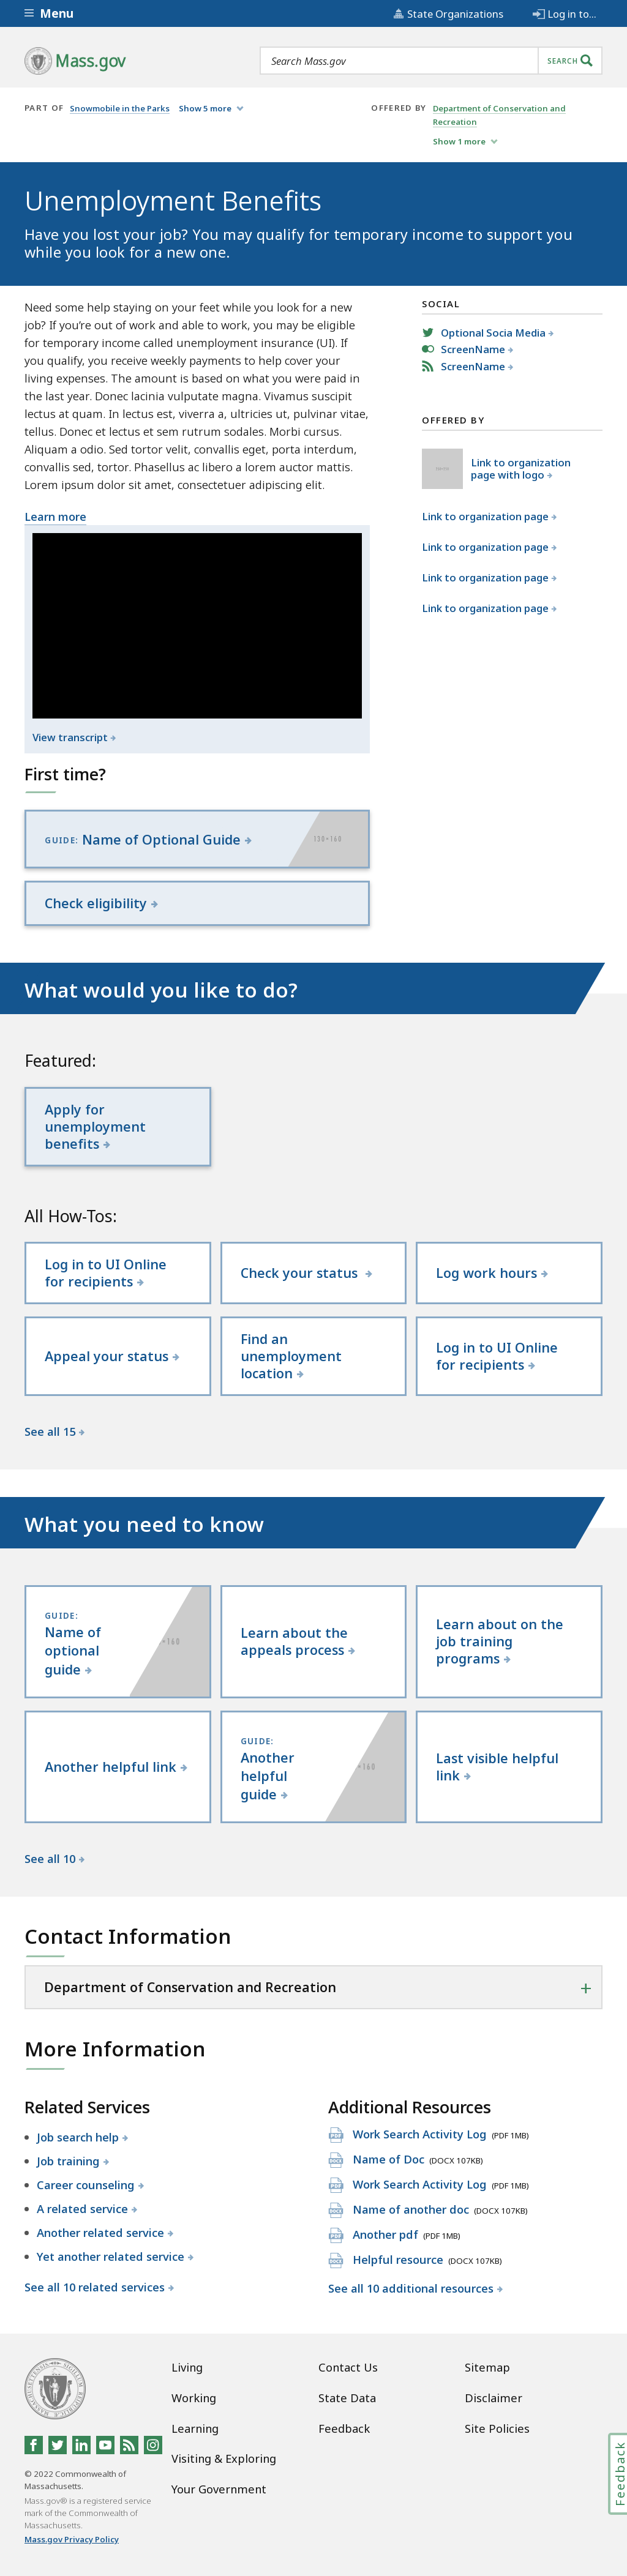 Menu
State Organizations
Log in to...
Mass.gov
Search Mass.gov
SEARCH
PART OF Snowmobile in the Parks Show 5 more
OFFERED BY Department of Conservation and
Recreation
Show 1 more
Unemployment Benefits
Have you lost your job? You may qualify for temporary income to support you
while you look for a new one.
Need some help staying on your feet while you look for a new
job? If you’re out of work and able to work, you may be eligible
for temporary income called unemployment insurance (UI). If
you qualify, you receive weekly payments to help cover your
living expenses. The amount is based on what you were paid in
the last year. Donec lacinia vulputate magna. Vivamus suscipit
lectus at quam. In lectus est, viverra a, ultricies ut, pulvinar vitae,
tellus. Donec et lectus et sem rutrum sodales. Morbi cursus.
Aliquam a odio. Sed tortor velit, convallis eget, porta interdum,
convallis sed, tortor. Phasellus ac libero a lorem auctor mattis.
Lorem ipsum dolor sit amet, consectetuer adipiscing elit.
Learn more
View transcript
SOCIAL
Optional Socia Media
ScreenName
ScreenName
OFFERED BY
Link to organization
page with logo
Link to organization page
Link to organization page
Link to organization page
Link to organization page
First time?
GUIDE: Name of Optional Guide
130×160
Check eligibility
What would you like to do?
Featured:
Apply for
unemployment
benefits
All How-Tos:
Log in to UI Online
for recipients
Check your status
Log work hours
Appeal your status
Find an
unemployment
location
Log in to UI Online
for recipients
See all 15
What you need to know
GUIDE:
Name of
optional
guide
×160
Learn about the
appeals process
Learn about on the
job training
programs
Another helpful link
GUIDE:
Another
helpful
guide
×160
Last visible helpful
link
See all 10
Contact Information
Department of Conservation and Recreation
More Information
Related Services
Job search help
Job training
Career counseling
A related service
Another related service
Yet another related service
See all 10 related services
Additional Resources
PDF Work Search Activity Log (PDF 1MB)
DOCX Name of Doc (DOCX 107KB)
PDF Work Search Activity Log (PDF 1MB)
DOCX Name of another doc (DOCX 107KB)
PDF Another pdf (PDF 1MB)
DOCX Helpful resource (DOCX 107KB)
See all 10 additional resources
Living
Working
Learning
Visiting & Exploring
Your Government
Contact Us
State Data
Feedback
Sitemap
Disclaimer
Site Policies
© 2022 Commonwealth of
Massachusetts.
Mass.gov® is a registered service
mark of the Commonwealth of
Massachusetts.
Mass.gov Privacy Policy
Feedback